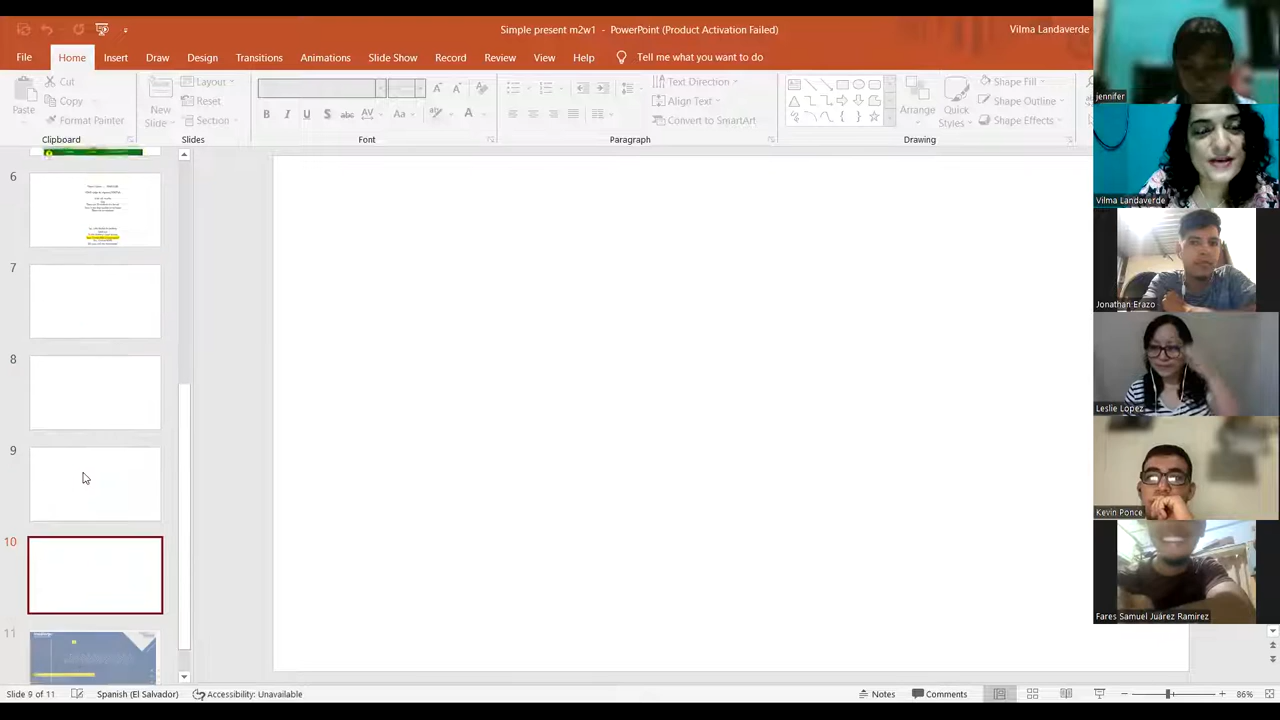 Simple present m2w1 - PowerPoint (Product Activation Failed)
Vilma Landaverde
File Home Insert Draw Design Transitions Animations Slide Show Record Review View Help Tell me what you want to do
Paste
Cut
Copy
Format Painter
Clipboard
New Slide
Layout
Reset
Section
Slides
B I U S abc AV Aa
Font
Text Direction
Align Text
Convert to SmartArt
Paragraph
Arrange
Quick Styles
Shape Fill
Shape Outline
Shape Effects
Drawing
6
7
8
9
10
11
jennifer
Vilma Landaverde
Jonathan Erazo
Leslie Lopez
Kevin Ponce
Fares Samuel Juárez Ramírez
Slide 9 of 11 Spanish (El Salvador) Accessibility: Unavailable Notes Comments 86%